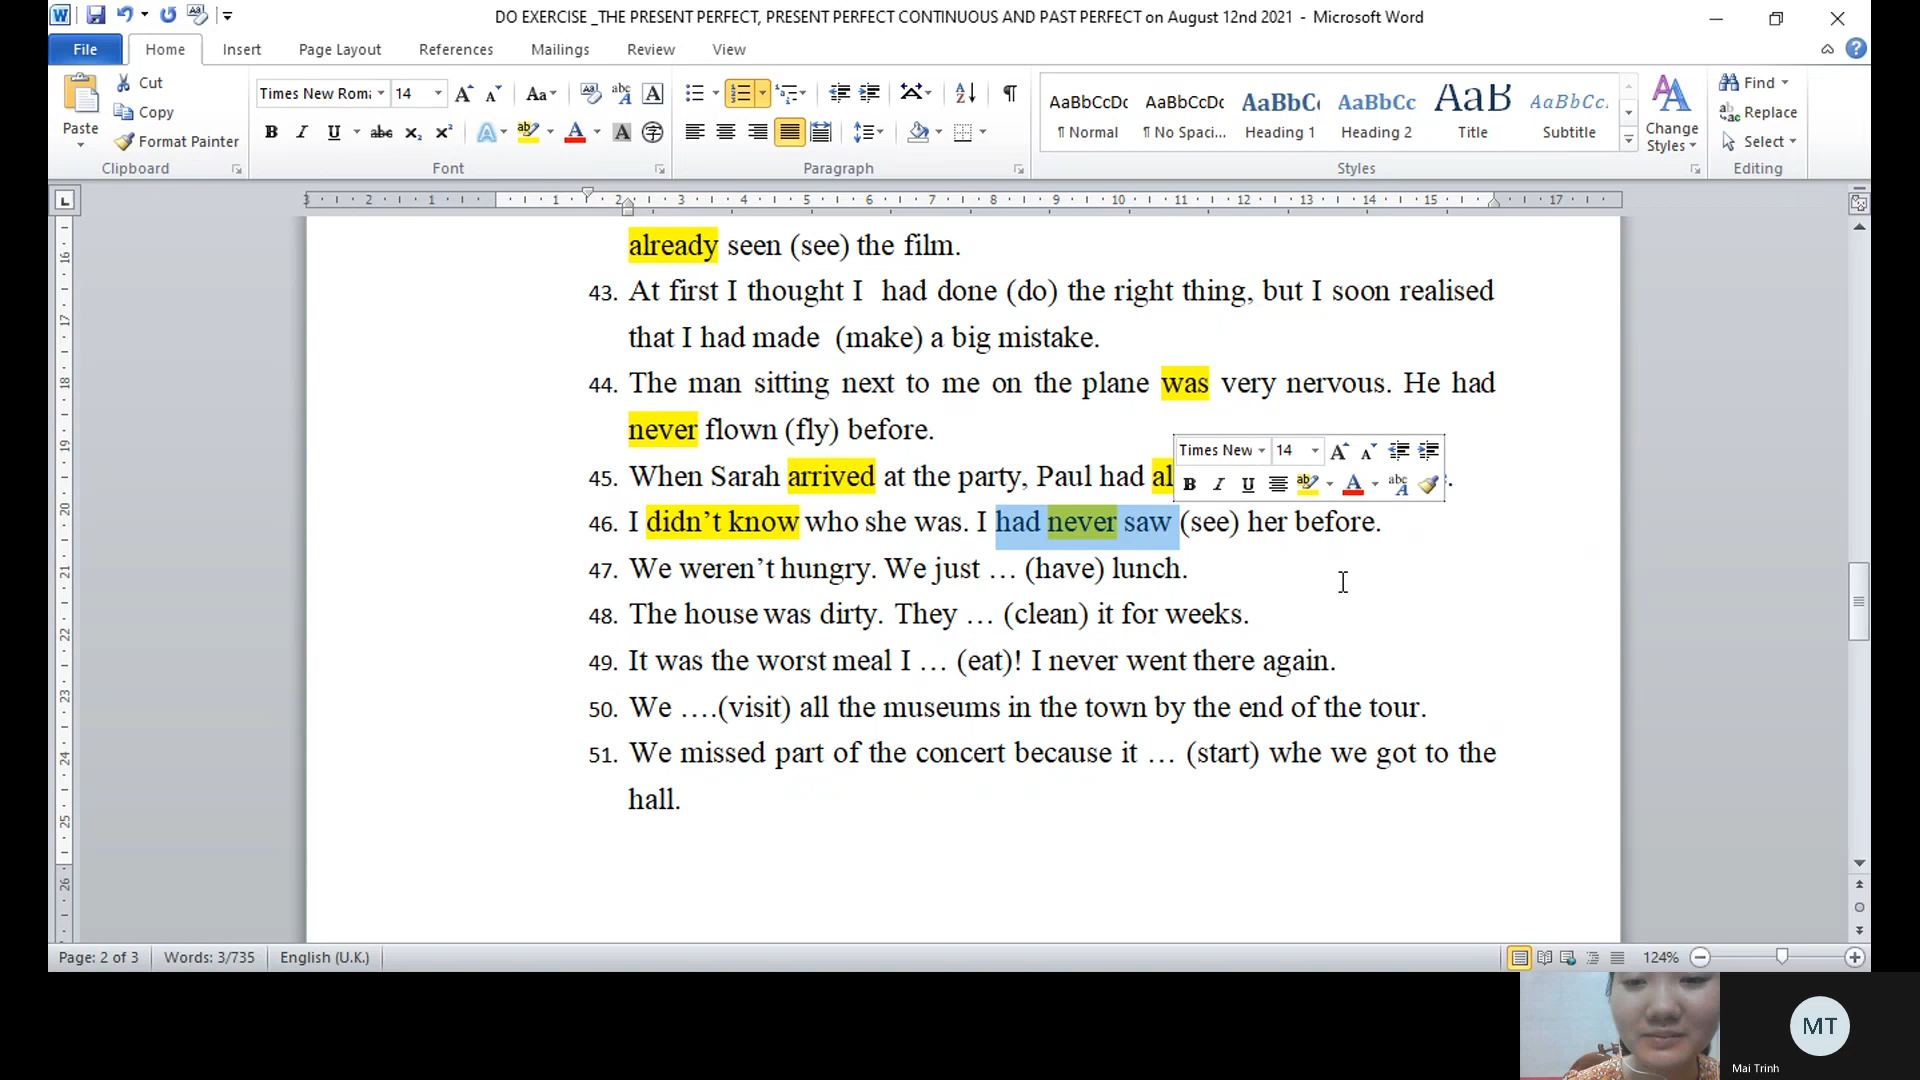 DO EXERCISE _THE PRESENT PERFECT, PRESENT PERFECT CONTINUOUS AND PAST PERFECT on August 12nd 2021 - Microsoft Word
File Home Insert Page Layout References Mailings Review View
Paste
Cut
Copy
Format Painter
Clipboard
Times New Roma 14
Font
Paragraph
AaBbCcDc AaBbCcDc AaBbC AaBbCc AaB AaBbCc.
¶ Normal ¶ No Spaci... Heading 1 Heading 2 Title Subtitle
Change Styles
Styles
Find
Replace
Select
Editing
already seen (see) the film.
43. At first I thought I had done (do) the right thing, but I soon realised
that I had made (make) a big mistake.
44. The man sitting next to me on the plane was very nervous. He had
never flown (fly) before.
45. When Sarah arrived at the party, Paul had al
Times New 14
46. I didn’t know who she was. I had never saw (see) her before.
47. We weren’t hungry. We just … (have) lunch.
48. The house was dirty. They … (clean) it for weeks.
49. It was the worst meal I … (eat)! I never went there again.
50. We ….(visit) all the museums in the town by the end of the tour.
51. We missed part of the concert because it … (start) whe we got to the
hall.
Page: 2 of 3 Words: 3/735 English (U.K.) 124%
MT
Mai Trinh